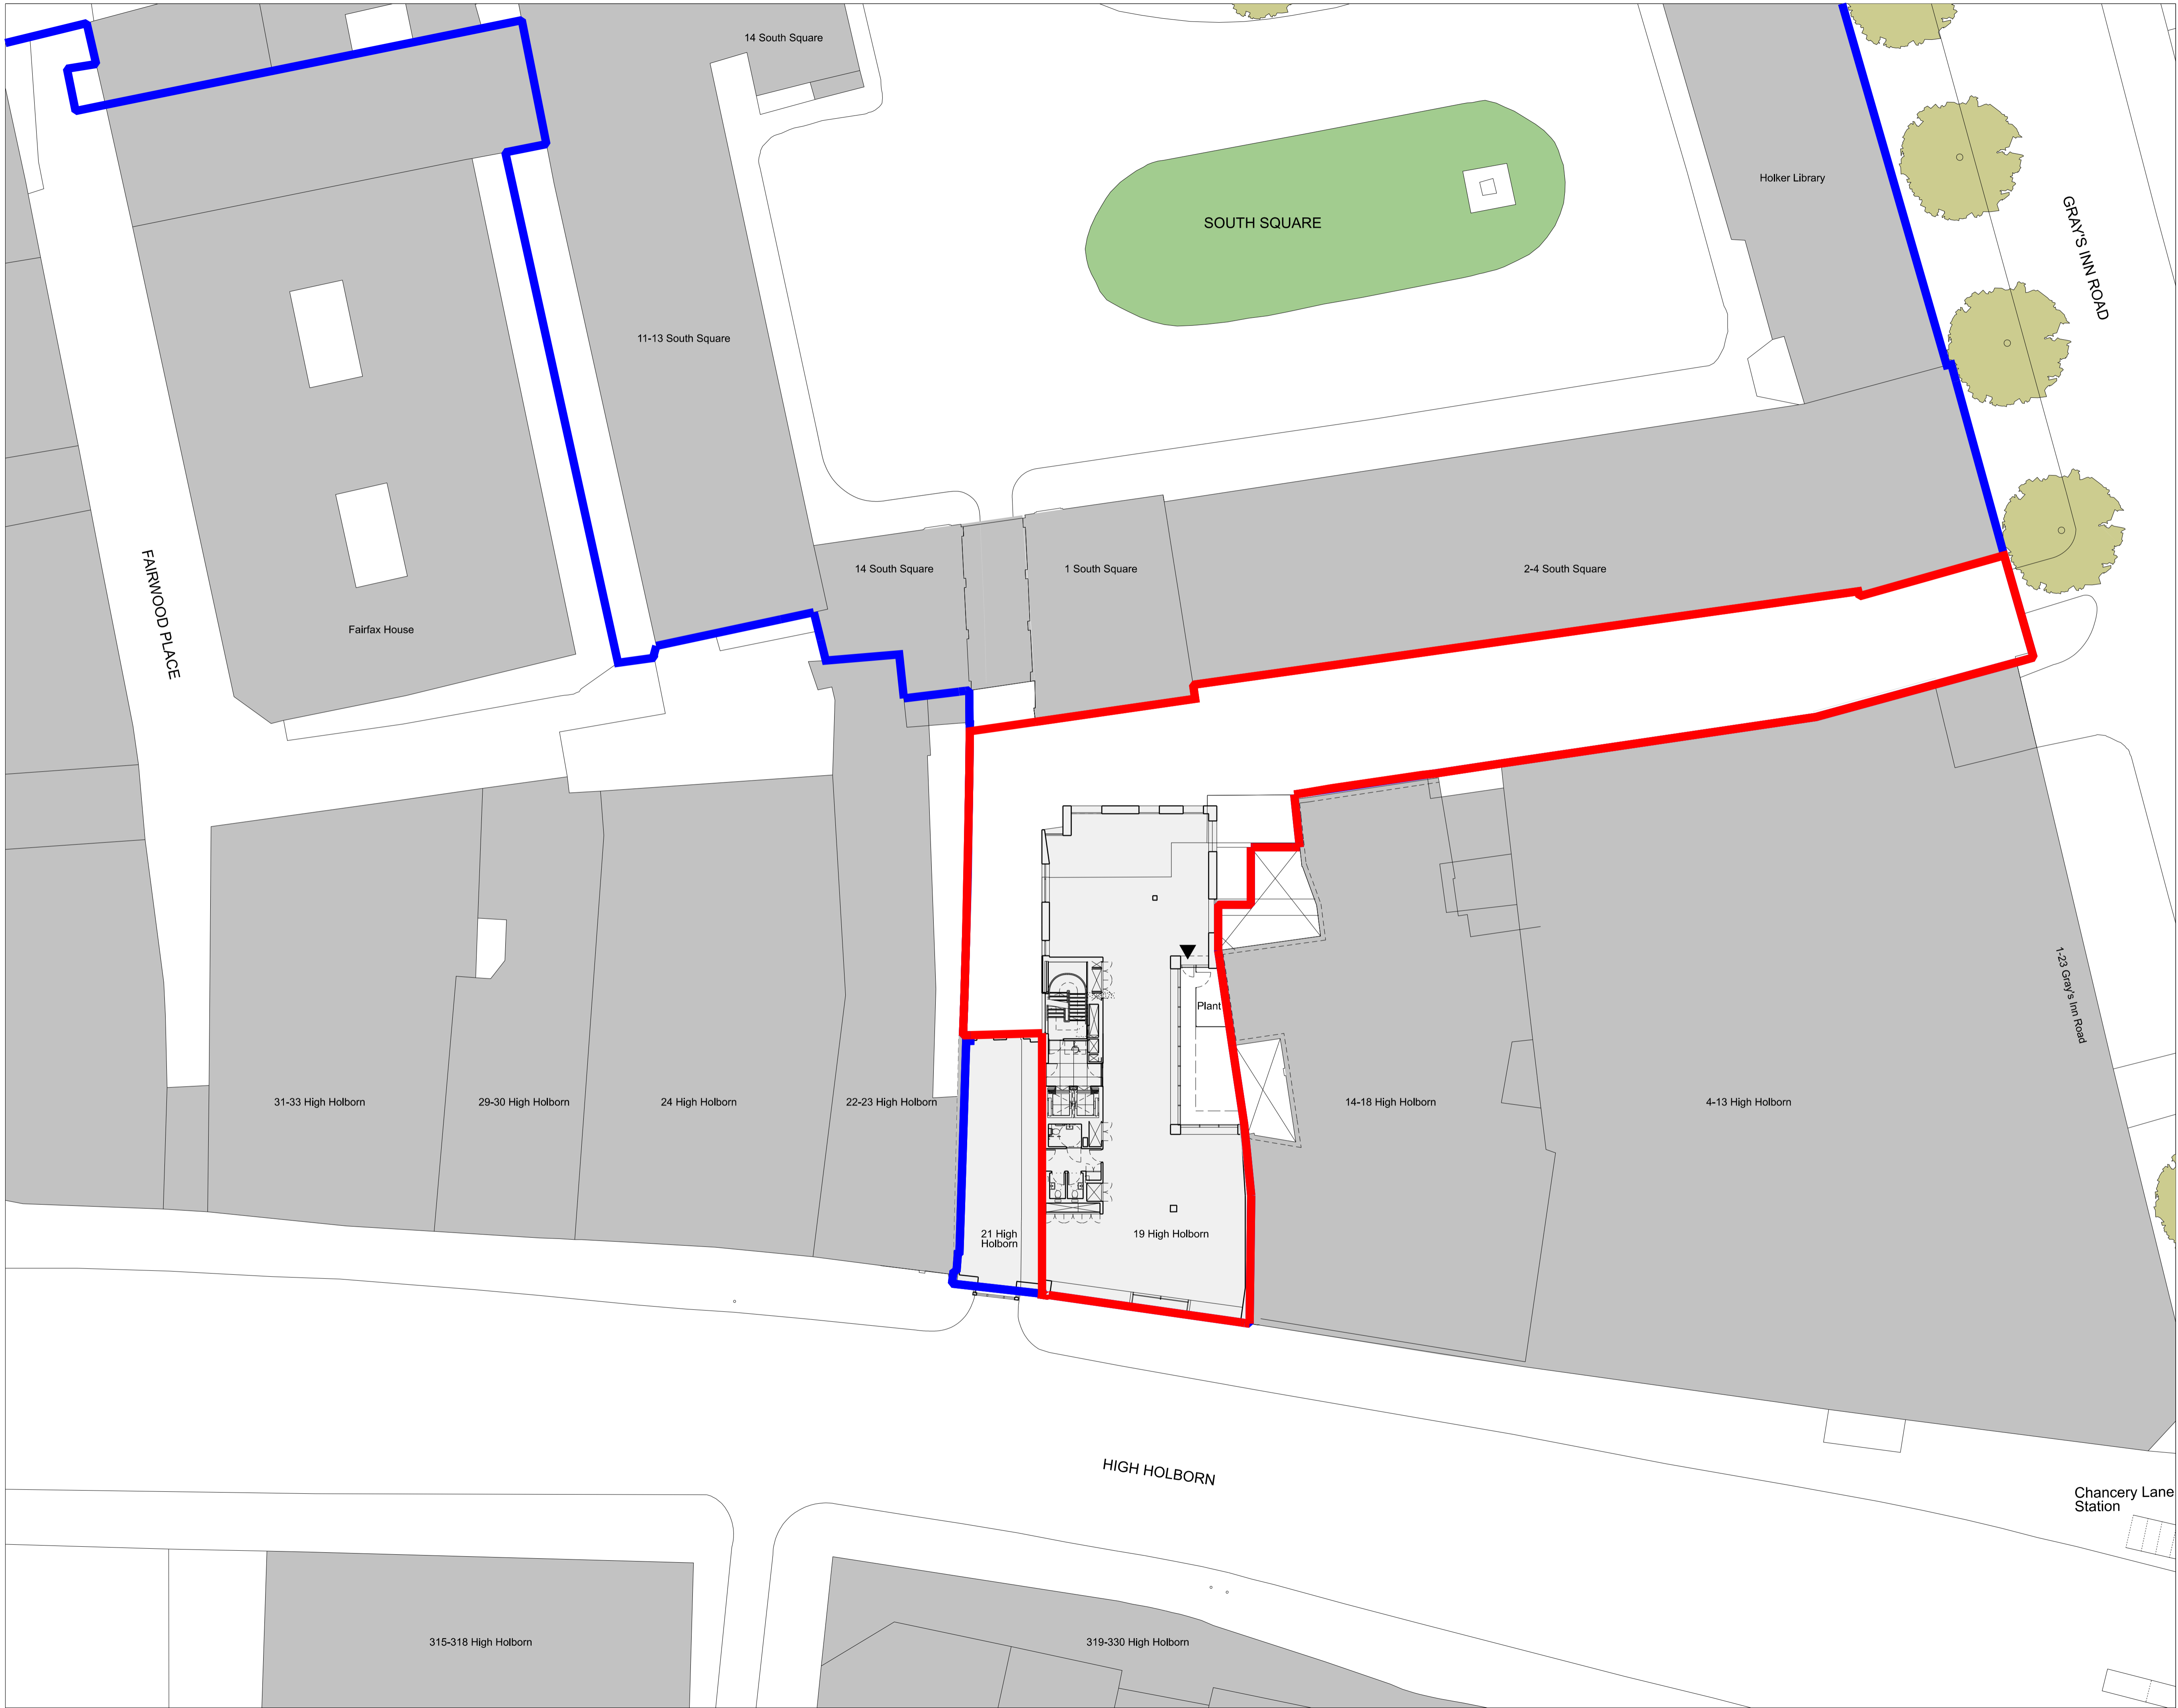 14 South Square
Holker Library
SOUTH SQUARE
GRAY'S INN ROAD
11-13 South Square
14 South Square
1 South Square
2-4 South Square
FAIRWOOD PLACE
Fairfax House
Plant
1-23 Gray's Inn Road
31-33 High Holborn
29-30 High Holborn
24 High Holborn
22-23 High Holborn
14-18 High Holborn
4-13 High Holborn
21 High
Holborn
19 High Holborn
HIGH HOLBORN
Chancery Lane
Station
315-318 High Holborn
319-330 High Holborn